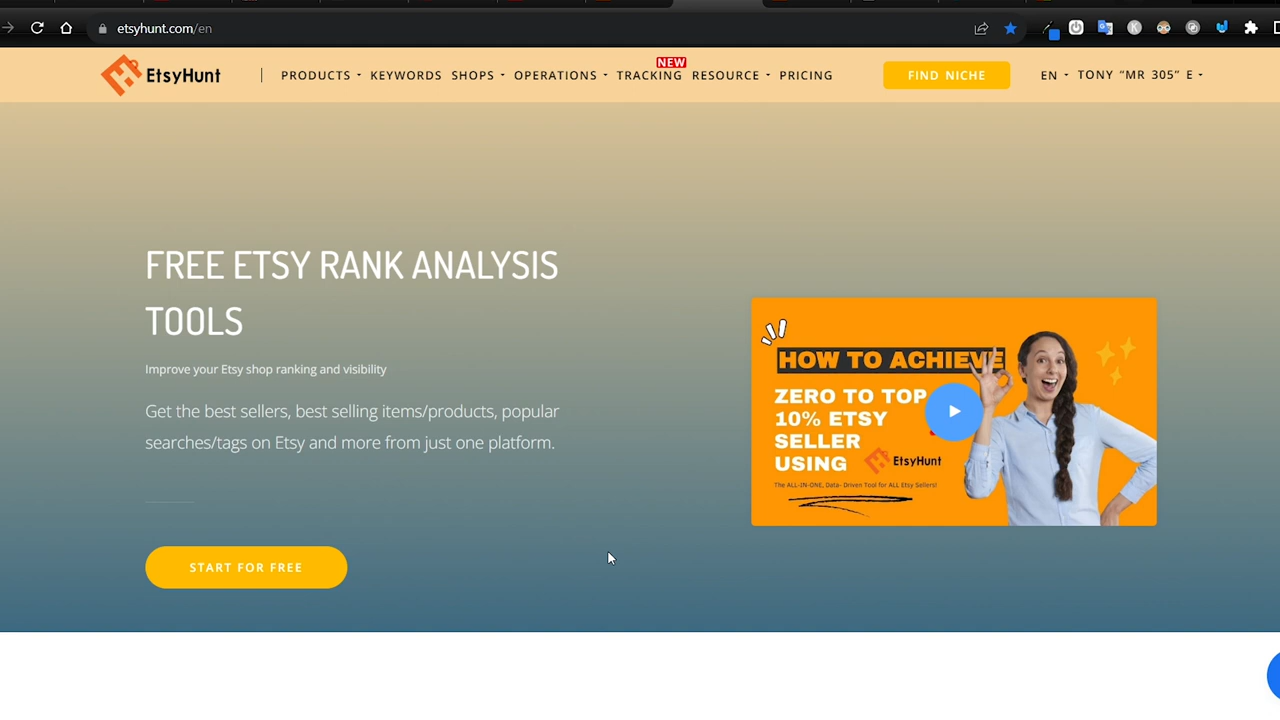 etsyhunt.com/en
EtsyHunt
PRODUCTS
KEYWORDS
SHOPS
OPERATIONS
NEW
TRACKING
RESOURCE
PRICING
FIND NICHE
EN
TONY “MR 305” E
FREE ETSY RANK ANALYSIS
TOOLS
Improve your Etsy shop ranking and visibility
Get the best sellers, best selling items/products, popular
searches/tags on Etsy and more from just one platform.
START FOR FREE
HOW TO ACHIEVE
ZERO TO TOP
10% ETSY
SELLER
USING
EtsyHunt
The ALL-IN-ONE, Data- Driven Tool for ALL Etsy Sellers!